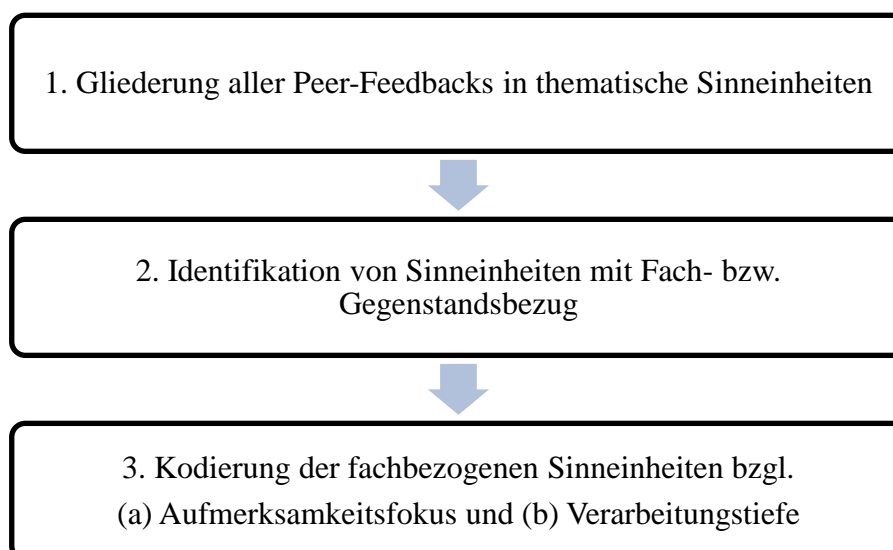 1. Gliederung aller Peer-Feedbacks in thematische Sinneinheiten
2. Identifikation von Sinneinheiten mit Fach- bzw.
Gegenstandsbezug
3. Kodierung der fachbezogenen Sinneinheiten bzgl.
(a) Aufmerksamkeitsfokus und (b) Verarbeitungstiefe